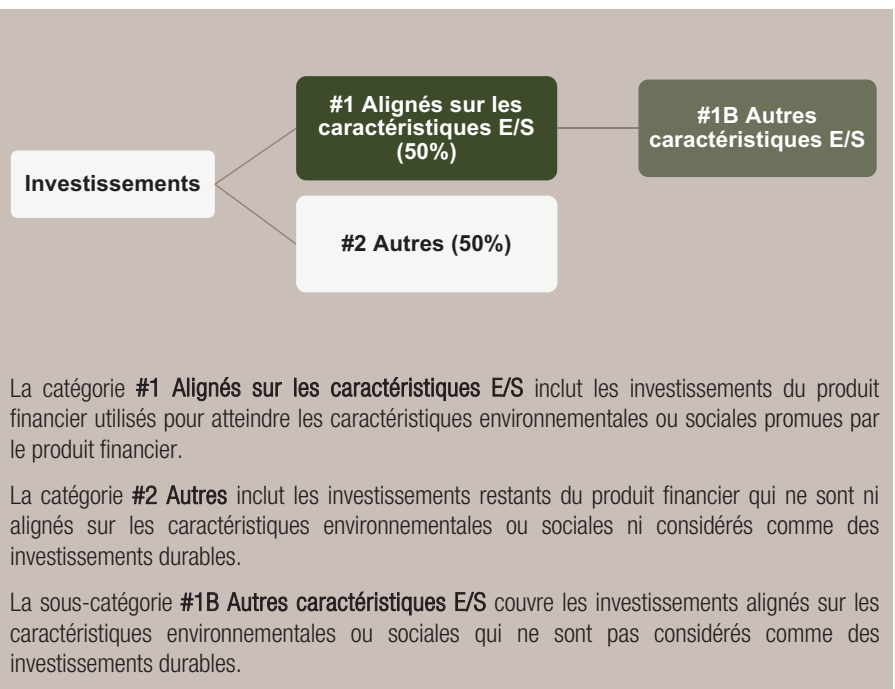 #1 Alignés sur les
caractéristiques E/S
(50%)
#1B Autres
caractéristiques E/S
Investissements
#2 Autres (50%)
La catégorie #1 Alignés sur les caractéristiques E/S inclut les investissements du produit
financier utilisés pour atteindre les caractéristiques environnementales ou sociales promues par
le produit financier.
La catégorie #2 Autres inclut les investissements restants du produit financier qui ne sont ni
alignés sur les caractéristiques environnementales ou sociales ni considérés comme des
investissements durables.
La sous-catégorie #1B Autres caractéristiques E/S couvre les investissements alignés sur les
caractéristiques environnementales ou sociales qui ne sont pas considérés comme des
investissements durables.